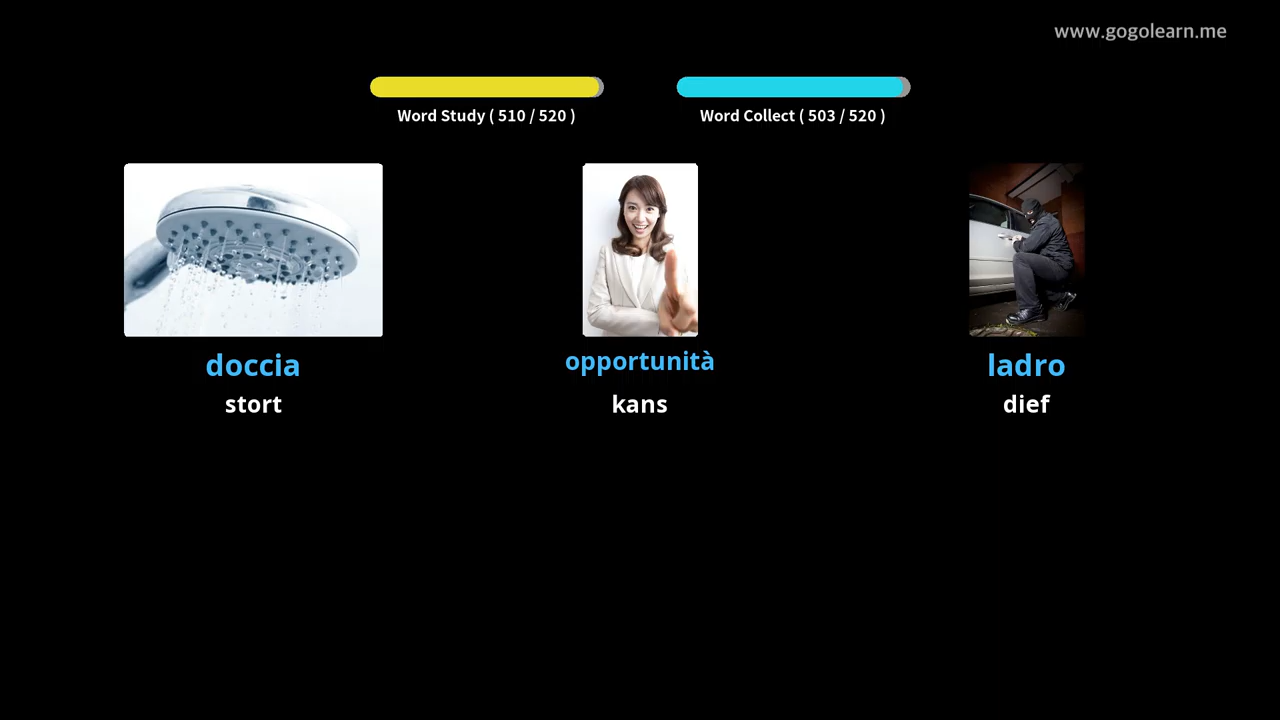 www.gogolearn.me
Word Study ( 510 / 520 )
Word Collect ( 503 / 520 )
doccia
opportunità
ladro
stort
kans
dief